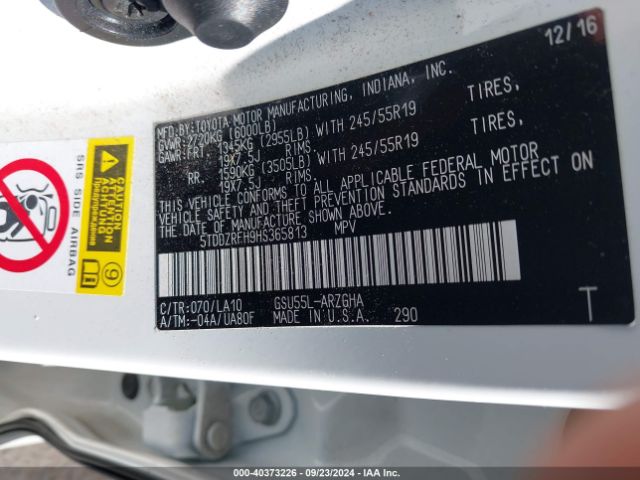 12/16
MFD.BY:TOYOTA MOTOR MANUFACTURING, INDIANA, INC.
GVWR: 2720KG (6000LB)
GAWR: FRT. 1345KG (2955LB) WITH 245/55R19 TIRES,
19X7.5J RIMS,
RR. 1590KG (3505LB) WITH 245/55R19 TIRES,
19X7.5J RIMS.
THIS VEHICLE CONFORMS TO ALL APPLICABLE FEDERAL MOTOR
VEHICLE SAFETY AND THEFT PREVENTION STANDARDS IN EFFECT ON
THE DATE OF MANUFACTURE SHOWN ABOVE.
5TDDZRFH9HS365813 MPV
C/TR:070/LA10 GSU55L-ARZGHA
A/TM:-04A/UA80F MADE IN U.S.A. 290
T
SRS SIDE AIRBAG
ATTENTION
ACHTUNG
9
000-40373226 - 09/23/2024 - IAA Inc.